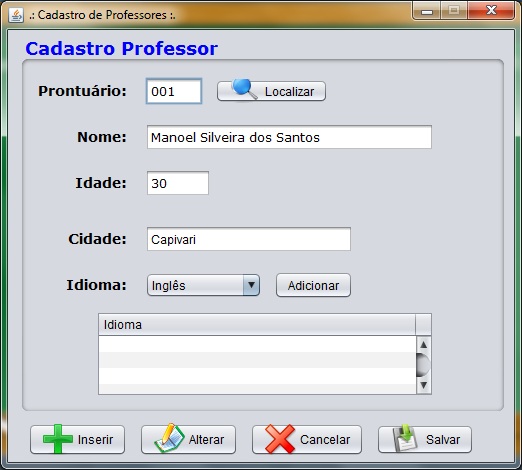 .: Cadastro de Professores :.
Cadastro Professor
Prontuário: 001 Localizar
Nome: Manoel Silveira dos Santos
Idade: 30
Cidade: Capivari
Idioma: Inglês Adicionar
Idioma
Inserir Alterar Cancelar Salvar